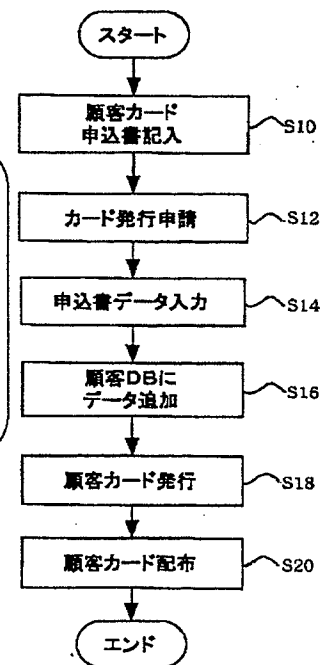 スタート
顧客カード
申込書記入
S10
カード発行申請
S12
申込書データ入力
S14
顧客DBに
データ追加
S16
顧客カード発行
S18
顧客カード配布
S20
エンド